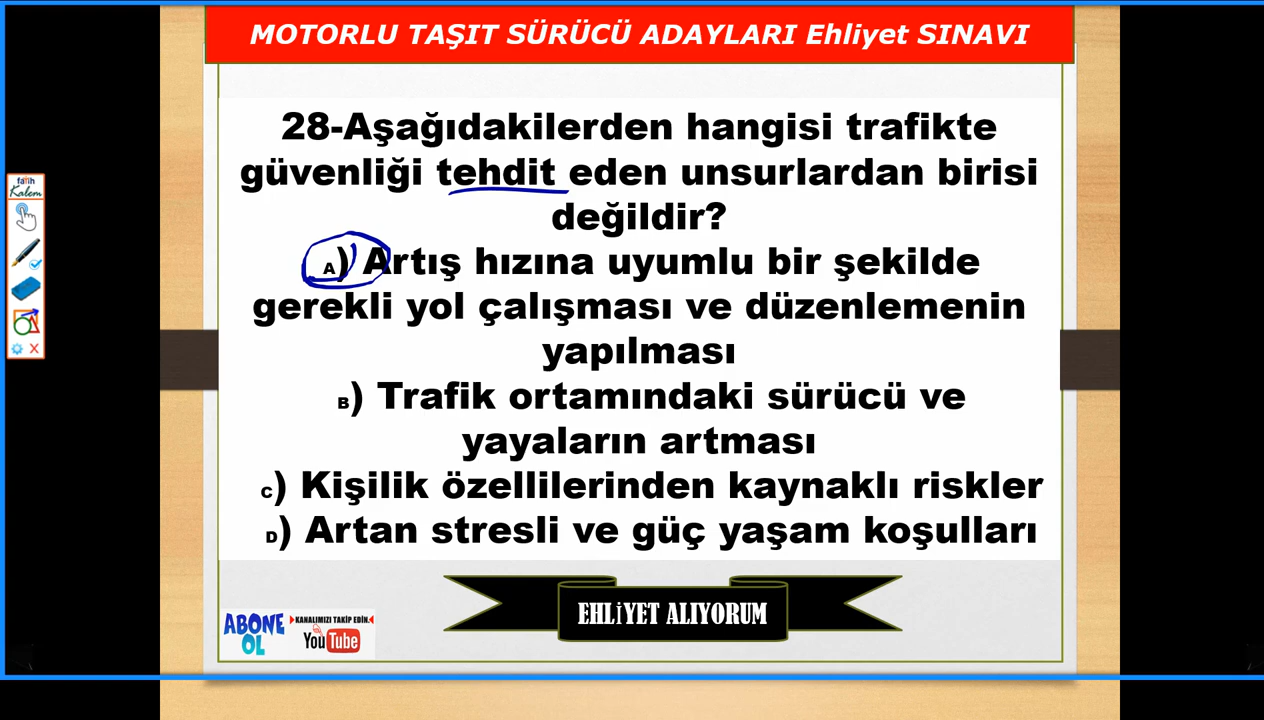 MOTORLU TAŞIT SÜRÜCÜ ADAYLARI Ehliyet SINAVI
fatih
Kalem
28-Aşağıdakilerden hangisi trafikte
güvenliği tehdit eden unsurlardan birisi
değildir?
A) Artış hızına uyumlu bir şekilde
gerekli yol çalışması ve düzenlemenin
yapılması
B) Trafik ortamındaki sürücü ve
yayaların artması
C) Kişilik özellilerinden kaynaklı riskler
D) Artan stresli ve güç yaşam koşulları
EHLİYET ALIYORUM
ABONE
OL
KANALIMIZI TAKİP EDİN.
YouTube